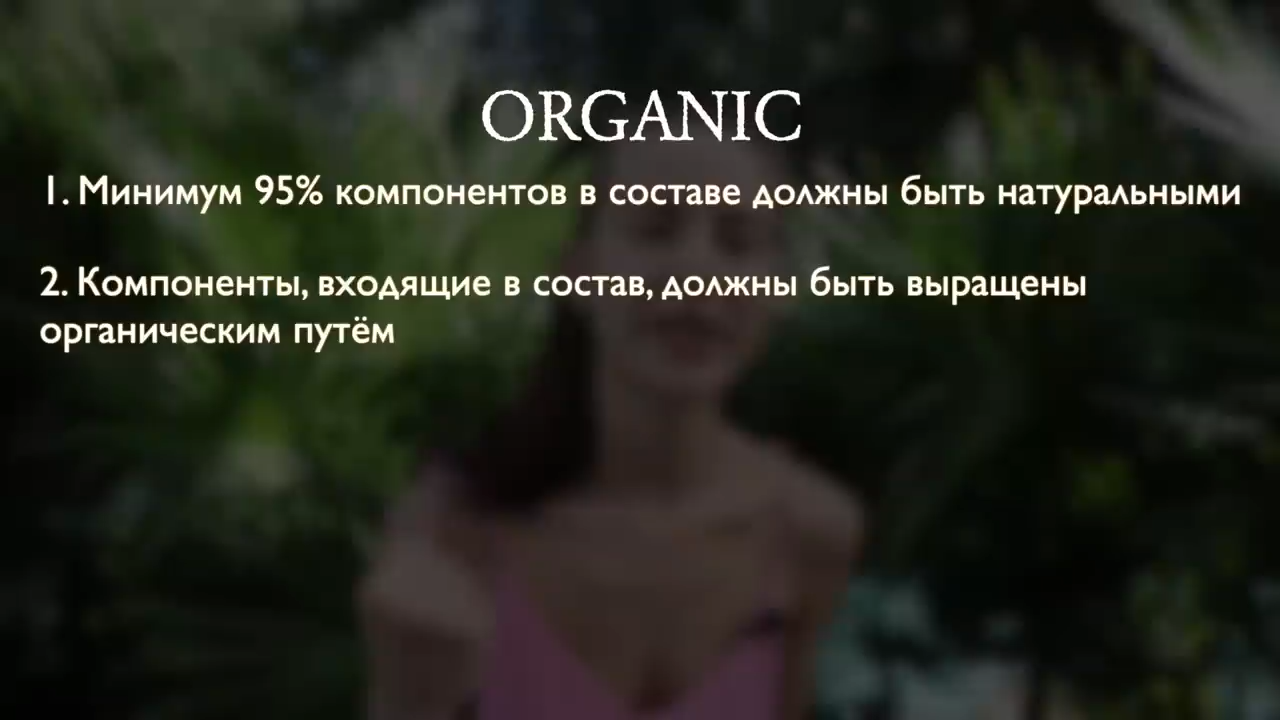 ORGANIC
1. Минимум 95% компонентов в составе должны быть натуральными
2. Компоненты, входящие в состав, должны быть выращены
органическим путём